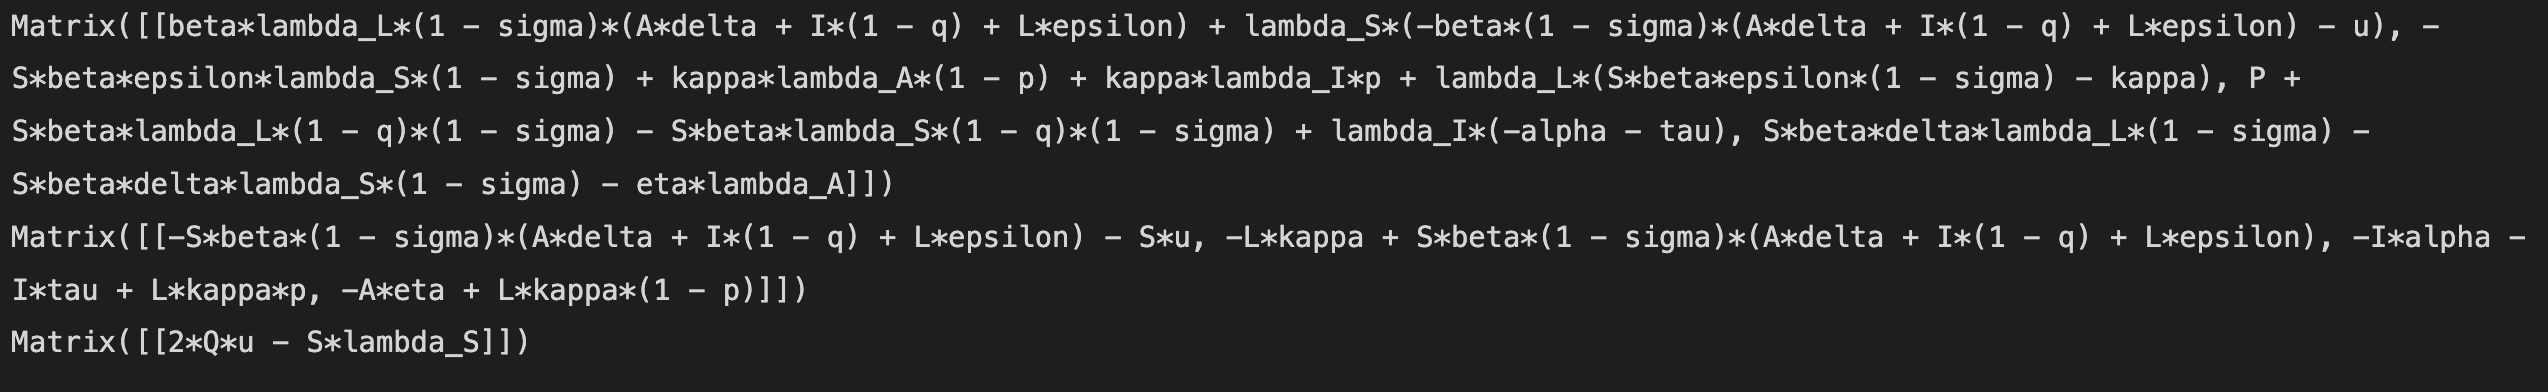 Matrix([[beta*lambda_L*(1 - sigma)*(A*delta + I*(1 - q) + L*epsilon) + lambda_S*(-beta*(1 - sigma)*(A*delta + I*(1 - q) + L*epsilon) - u), -
S*beta*epsilon*lambda_S*(1 - sigma) + kappa*lambda_A*(1 - p) + kappa*lambda_I*p + lambda_L*(S*beta*epsilon*(1 - sigma) - kappa), P +
S*beta*lambda_L*(1 - q)*(1 - sigma) - S*beta*lambda_S*(1 - q)*(1 - sigma) + lambda_I*(-alpha - tau), S*beta*delta*lambda_L*(1 - sigma) -
S*beta*delta*lambda_S*(1 - sigma) - eta*lambda_A]])
Matrix([[-S*beta*(1 - sigma)*(A*delta + I*(1 - q) + L*epsilon) - S*u, -L*kappa + S*beta*(1 - sigma)*(A*delta + I*(1 - q) + L*epsilon), -I*alpha -
I*tau + L*kappa*p, -A*eta + L*kappa*(1 - p)]])
Matrix([[2*Q*u - S*lambda_S]])